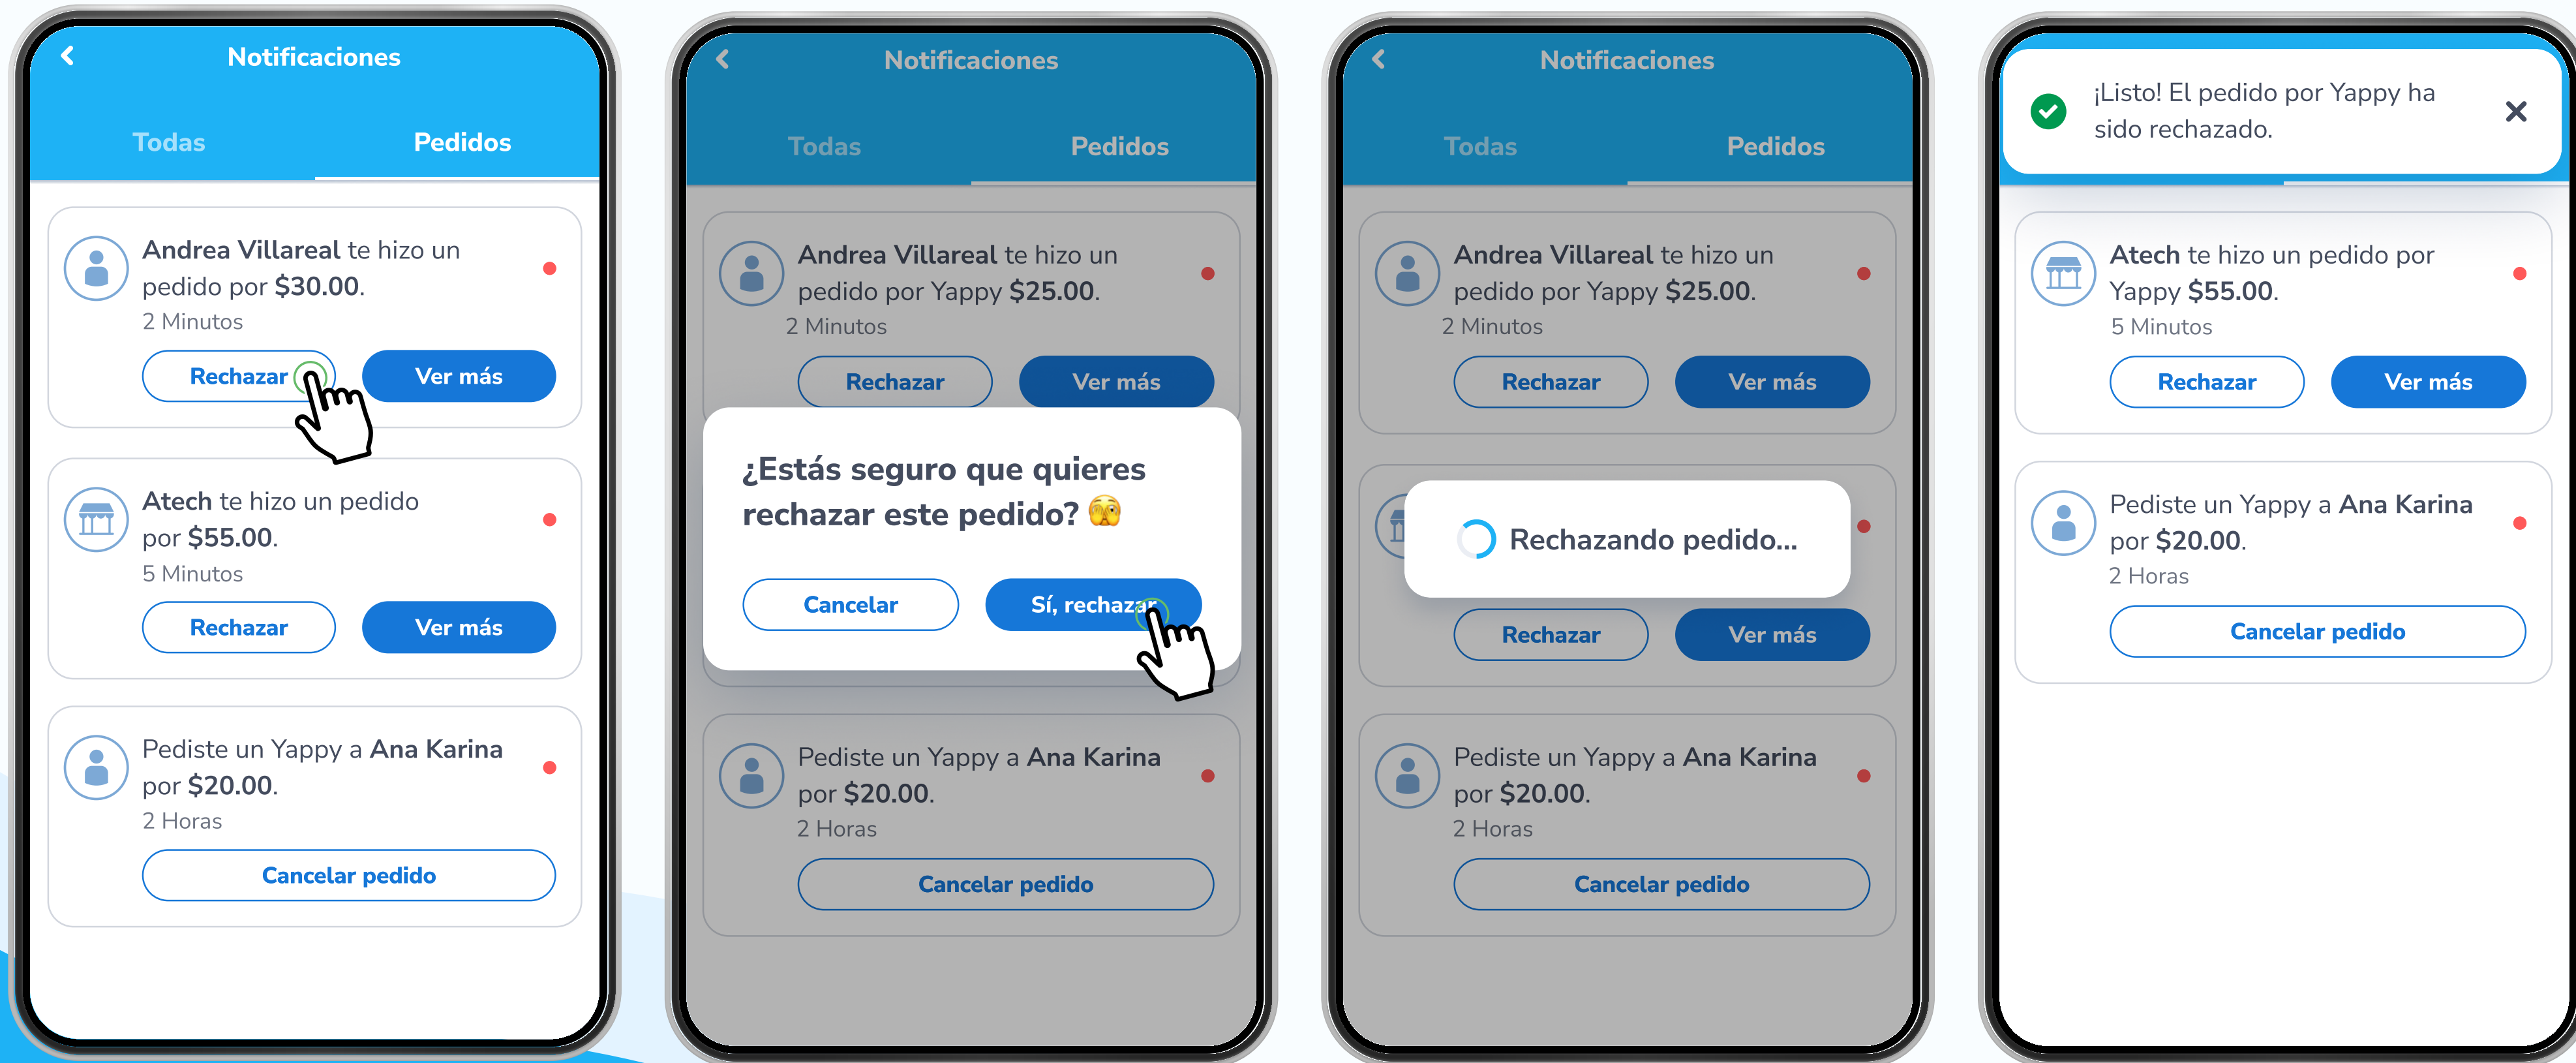 Notificaciones
Todas
Pedidos
Andrea Villareal te hizo un
pedido por $30.00.
2 Minutos
Rechazar
Ver más
Atech te hizo un pedido
por $55.00.
5 Minutos
Rechazar
Ver más
Pediste un Yappy a Ana Karina
por $20.00.
2 Horas
Cancelar pedido
Notificaciones
Todas
Pedidos
Andrea Villareal te hizo un
pedido por Yappy $25.00.
2 Minutos
Rechazar
Ver más
¿Estás seguro que quieres
rechazar este pedido? 🫣
Cancelar
Sí, rechazar
Pediste un Yappy a Ana Karina
por $20.00.
2 Horas
Cancelar pedido
Notificaciones
Todas
Pedidos
Andrea Villareal te hizo un
pedido por Yappy $25.00.
2 Minutos
Rechazar
Ver más
Rechazando pedido...
Rechazar
Ver más
Pediste un Yappy a Ana Karina
por $20.00.
2 Horas
Cancelar pedido
¡Listo! El pedido por Yappy ha
sido rechazado.
Atech te hizo un pedido por
Yappy $55.00.
5 Minutos
Rechazar
Ver más
Pediste un Yappy a Ana Karina
por $20.00.
2 Horas
Cancelar pedido